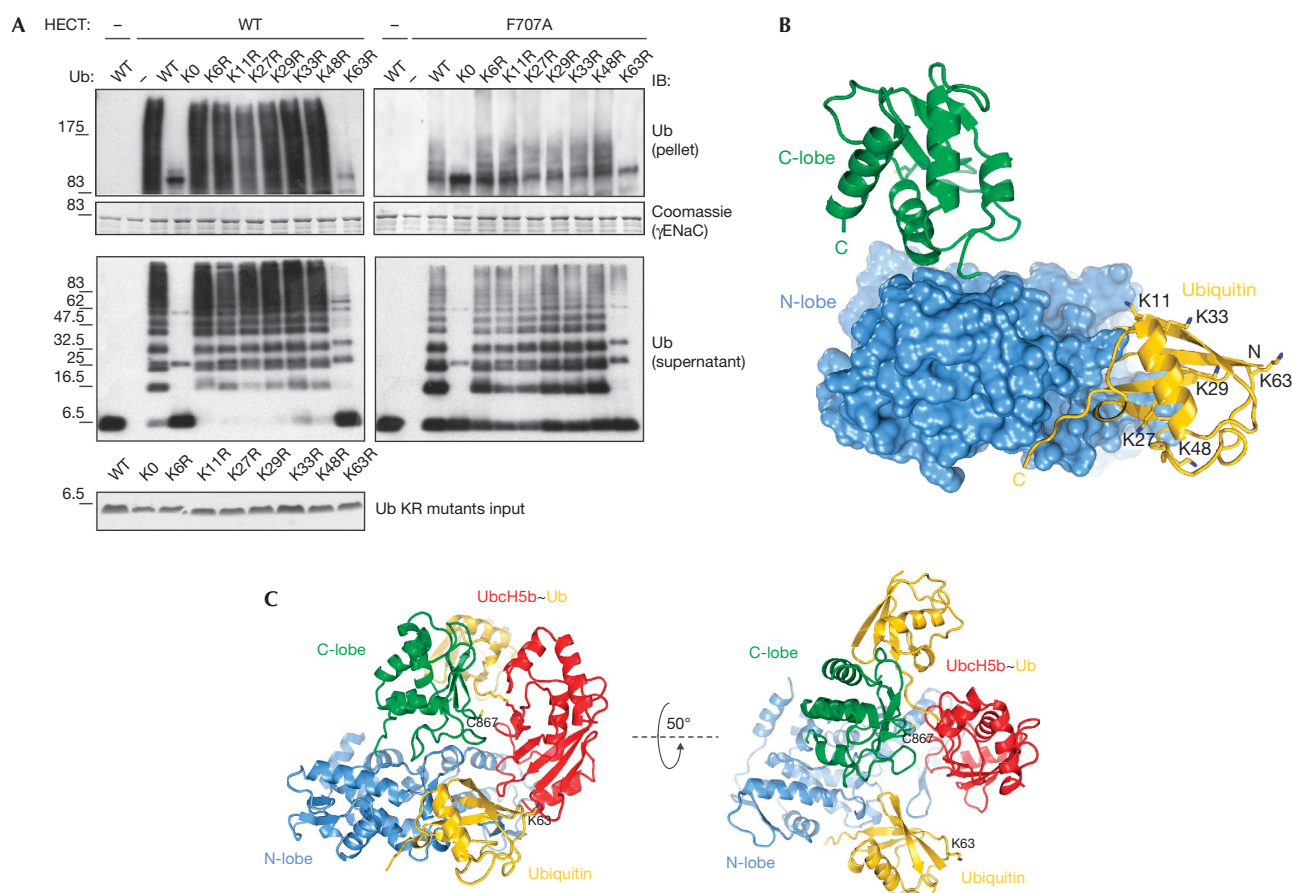 A
HECT: – WT – F707A
Ub: WT – WT K0 K6R K11R K27R K29R K33R K48R K63R WT – WT K0 K6R K11R K27R K29R K33R K48R K63R IB:
175
83
Ub
(pellet)
83
Coomassie
(γENaC)
83
62
47.5
32.5
25
16.5
6.5
Ub
(supernatant)
WT K0 K6R K11R K27R K29R K33R K48R K63R
6.5
Ub KR mutants input
B
C-lobe
C
N-lobe
Ubiquitin
K11
K33
N
K63
K29
K27
K48
C
C
UbcH5b~Ub
C-lobe
C867
K63
N-lobe
Ubiquitin
50°
C-lobe
UbcH5b~Ub
C867
K63
N-lobe
Ubiquitin